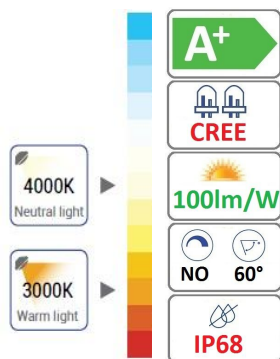 A+
CREE
4000K
Neutral light
100lm/W
NO 60°
3000K
Warm light
IP68